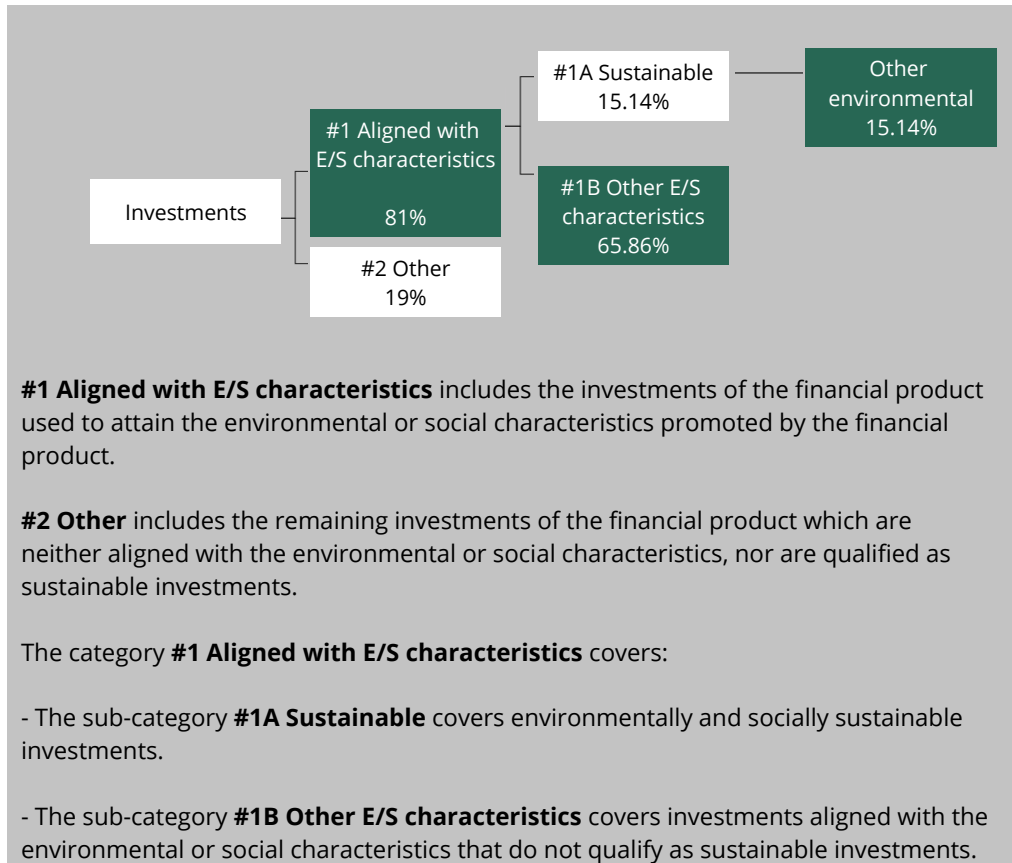 Investments
#1 Aligned with
E/S characteristics
81%
#2 Other
19%
#1A Sustainable
15.14%
#1B Other E/S
characteristics
65.86%
Other
environmental
15.14%
#1 Aligned with E/S characteristics includes the investments of the financial product
used to attain the environmental or social characteristics promoted by the financial
product.
#2 Other includes the remaining investments of the financial product which are
neither aligned with the environmental or social characteristics, nor are qualified as
sustainable investments.
The category #1 Aligned with E/S characteristics covers:
- The sub-category #1A Sustainable covers environmentally and socially sustainable
investments.
- The sub-category #1B Other E/S characteristics covers investments aligned with the
environmental or social characteristics that do not qualify as sustainable investments.